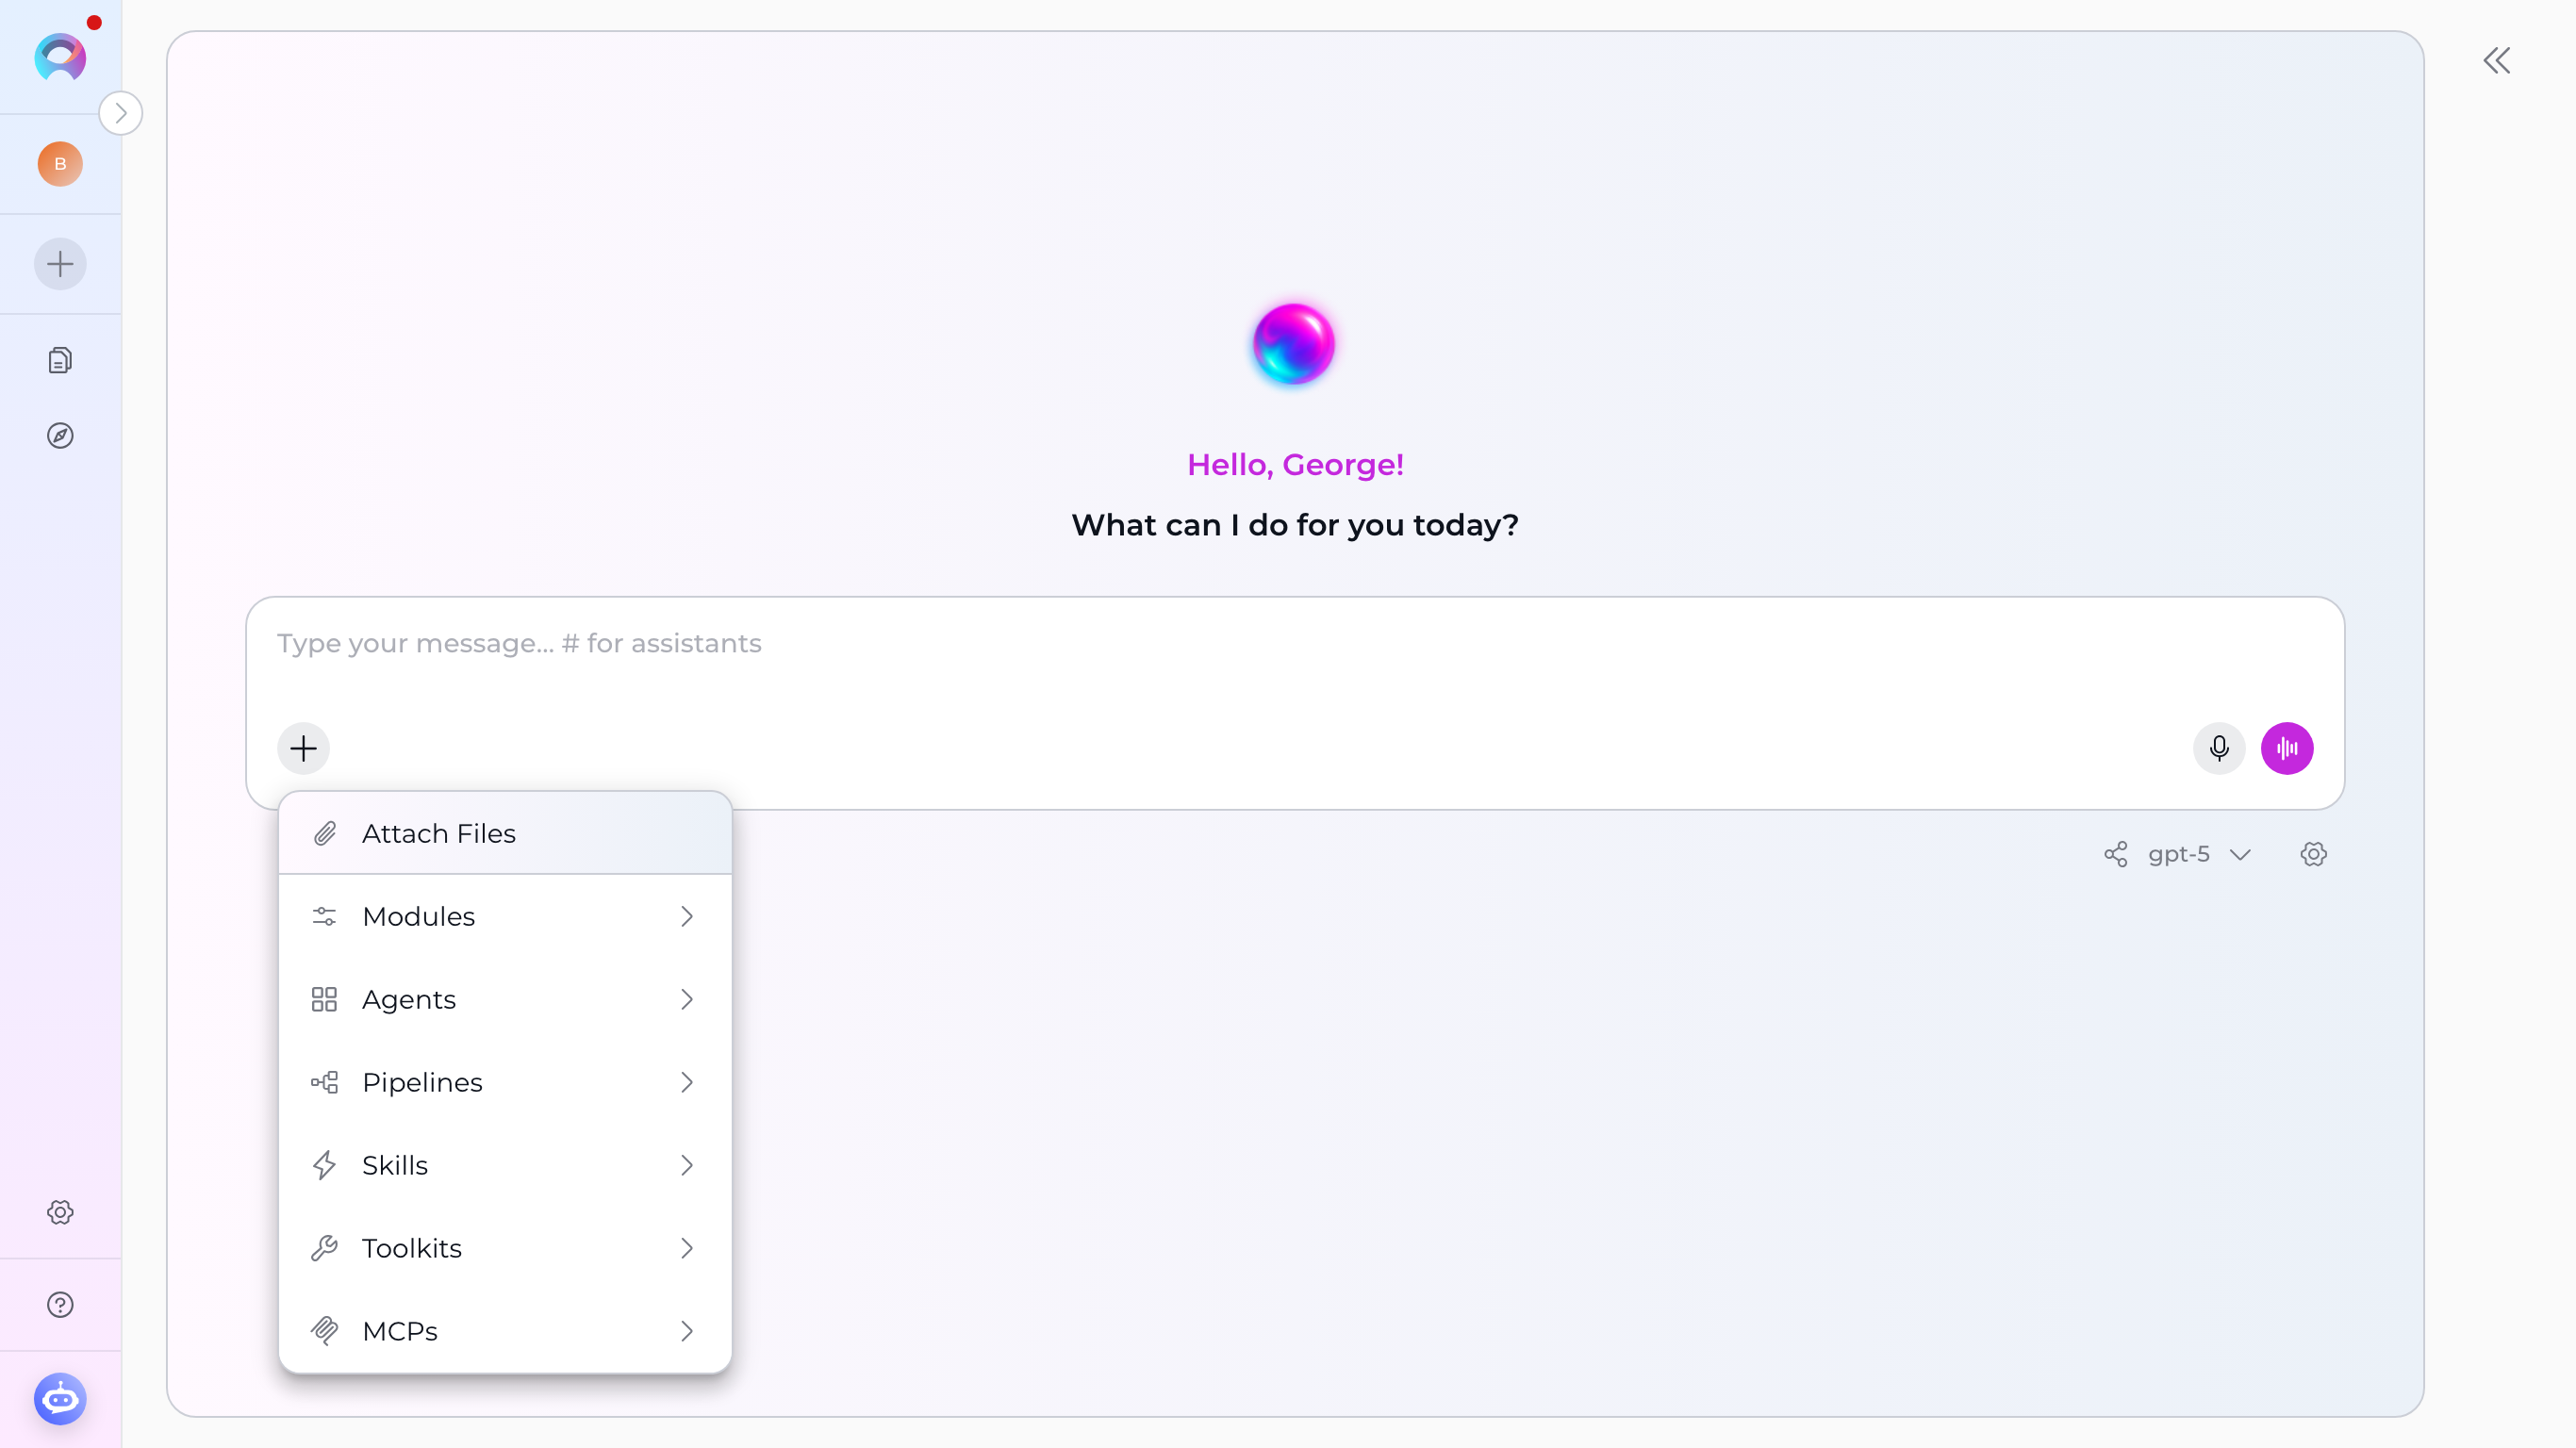 B
Hello, George!
What can I do for you today?
Type your message... # for assistants
Attach Files
gpt-5
Modules
Agents
Pipelines
Skills
Toolkits
MCPs